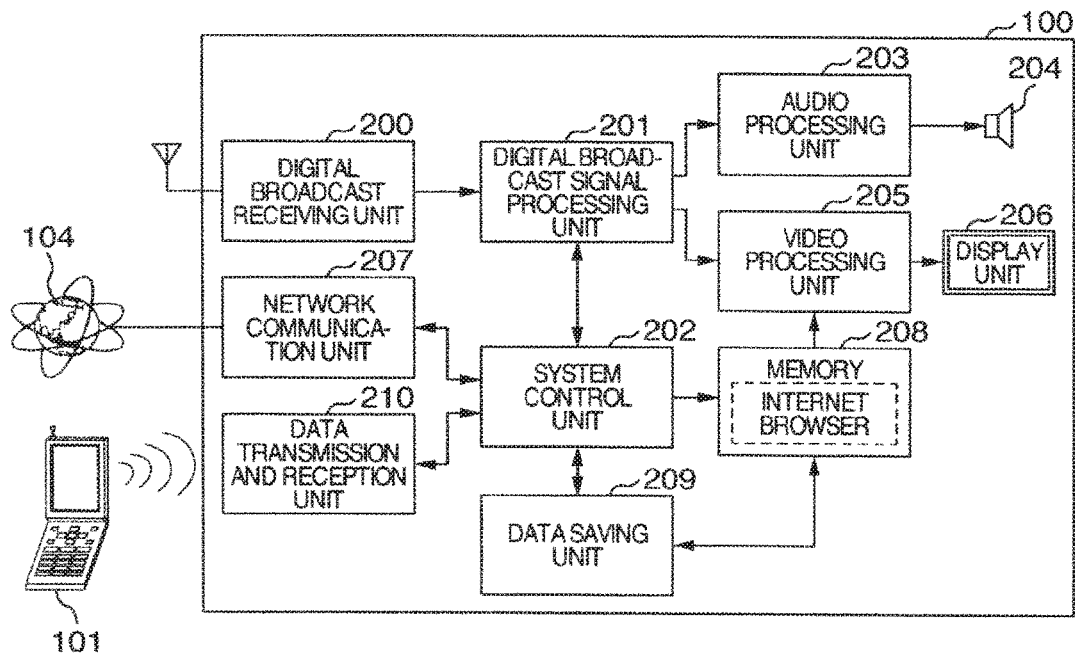 100
203
AUDIO
PROCESSING
UNIT
204
200
DIGITAL
BROADCAST
RECEIVING UNIT
201
DIGITAL BROAD-
CAST SIGNAL
PROCESSING
UNIT
205
VIDEO
PROCESSING
UNIT
206
DISPLAY
UNIT
104
207
NETWORK
COMMUNICA-
TION UNIT
202
SYSTEM
CONTROL
UNIT
208
MEMORY
INTERNET
BROWSER
210
DATA
TRANSMISSION
AND RECEPTION
UNIT
209
DATA SAVING
UNIT
101